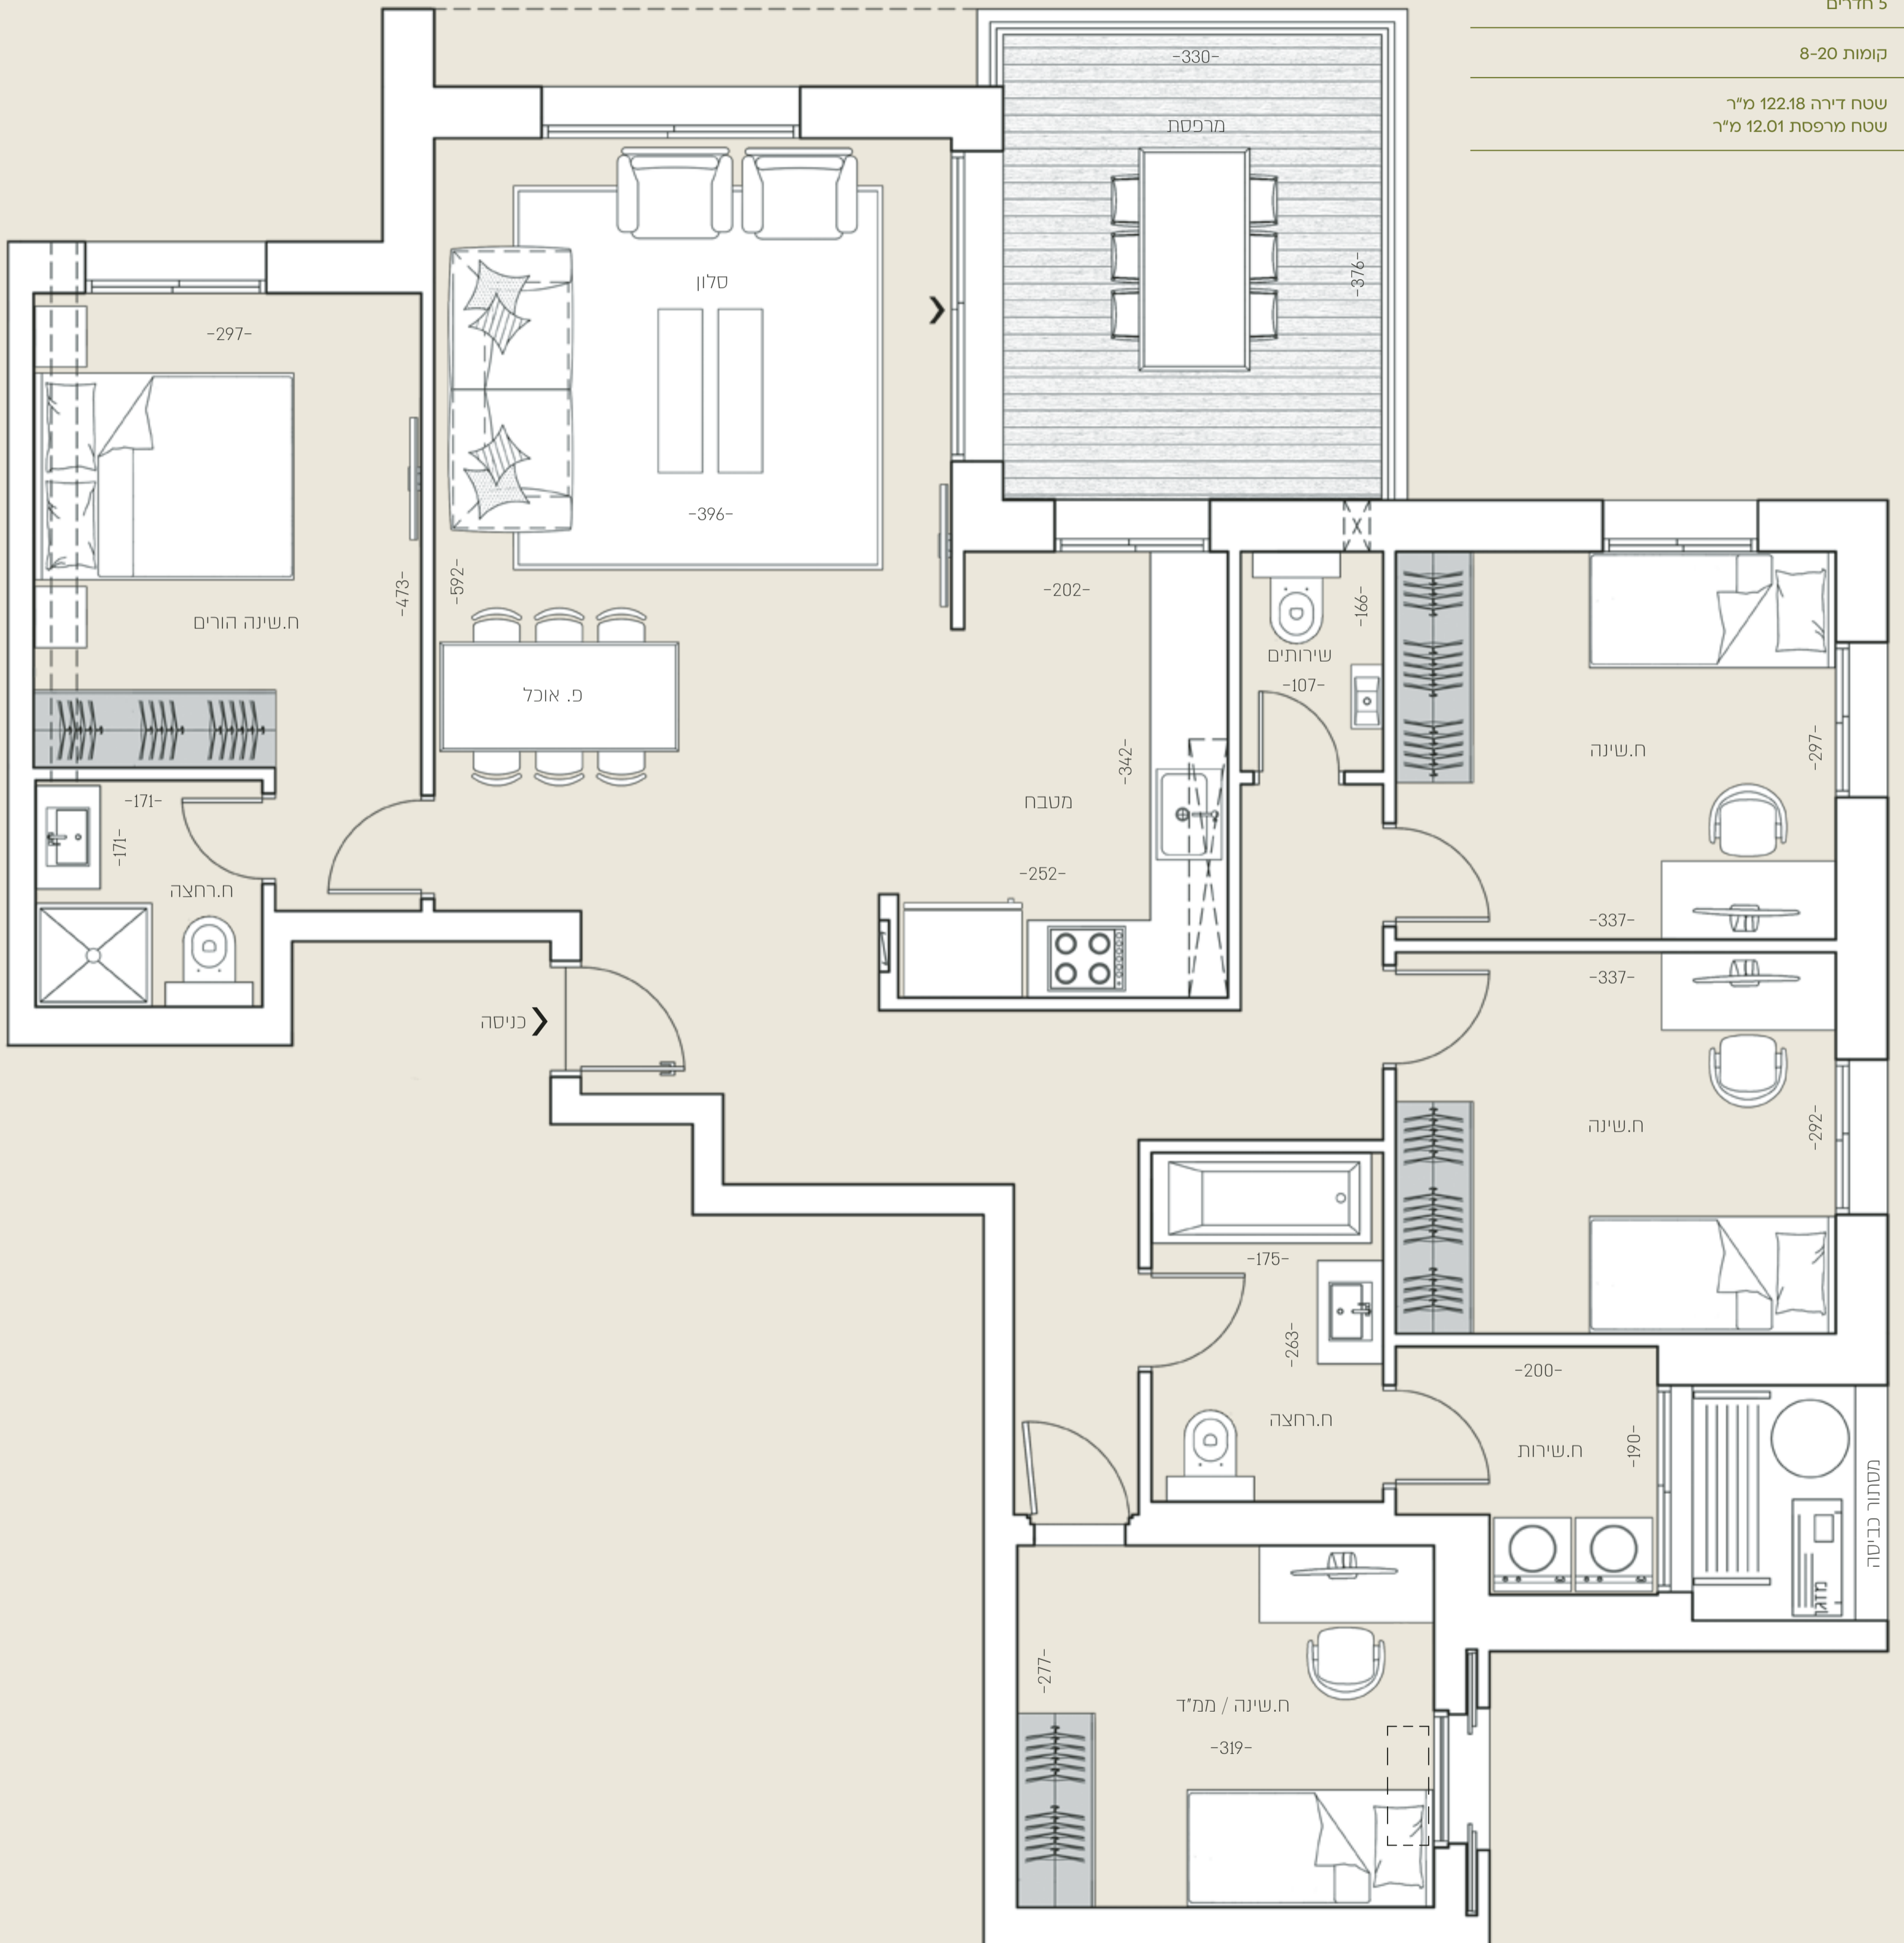 5 חדרים
קומות 8-20
שטח דירה 122.18 מ"ר
שטח מרפסת 12.01 מ"ר
-330-
מרפסת
-376-
סלון
-396-
-592-
-297-
-473-
ח.שינה הורים
פ. אוכל
-202-
-342-
מטבח
-252-
-166-
שירותים
-107-
ח.שינה
-297-
-337-
-171-
-171-
ח.רחצה
כניסה
-337-
ח.שינה
-292-
-175-
-263-
ח.רחצה
-200-
-190-
ח.שירות
מסתור כביסה
מזגן
-277-
ח.שינה / ממ"ד
-319-